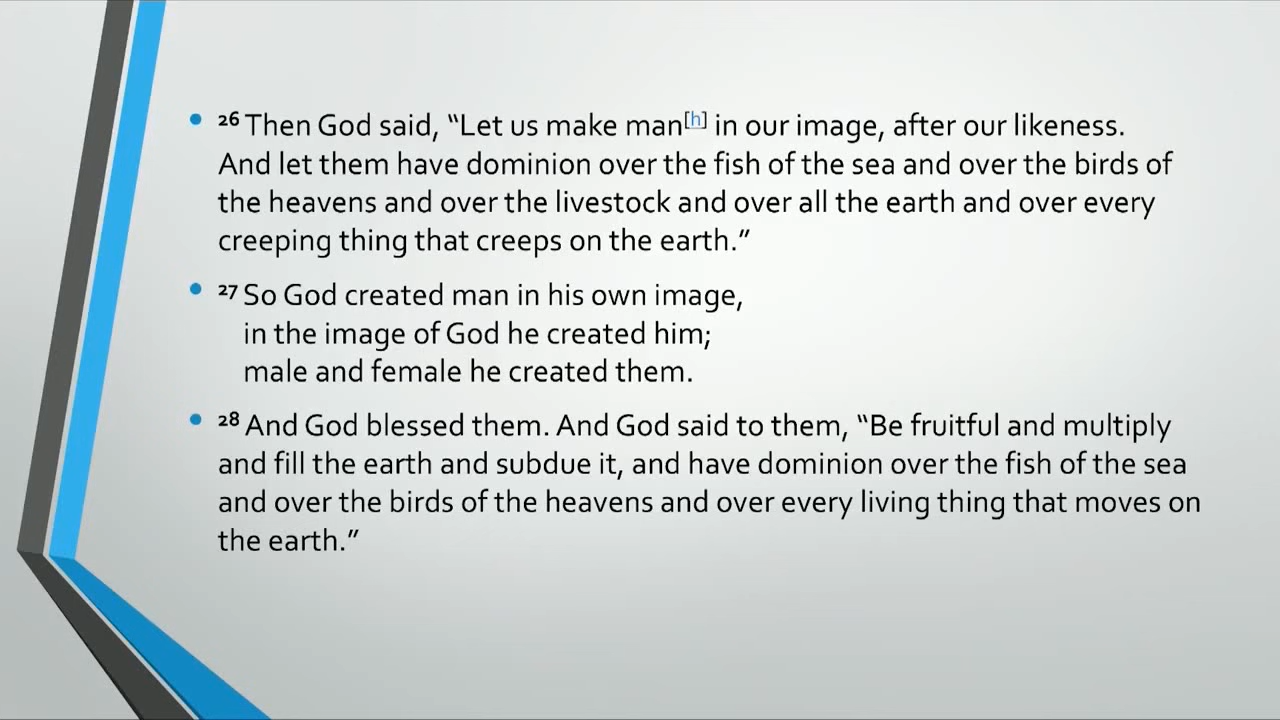 26 Then God said, “Let us make man[h] in our image, after our likeness.
And let them have dominion over the fish of the sea and over the birds of
the heavens and over the livestock and over all the earth and over every
creeping thing that creeps on the earth.”
27 So God created man in his own image,
in the image of God he created him;
male and female he created them.
28 And God blessed them. And God said to them, “Be fruitful and multiply
and fill the earth and subdue it, and have dominion over the fish of the sea
and over the birds of the heavens and over every living thing that moves on
the earth.”